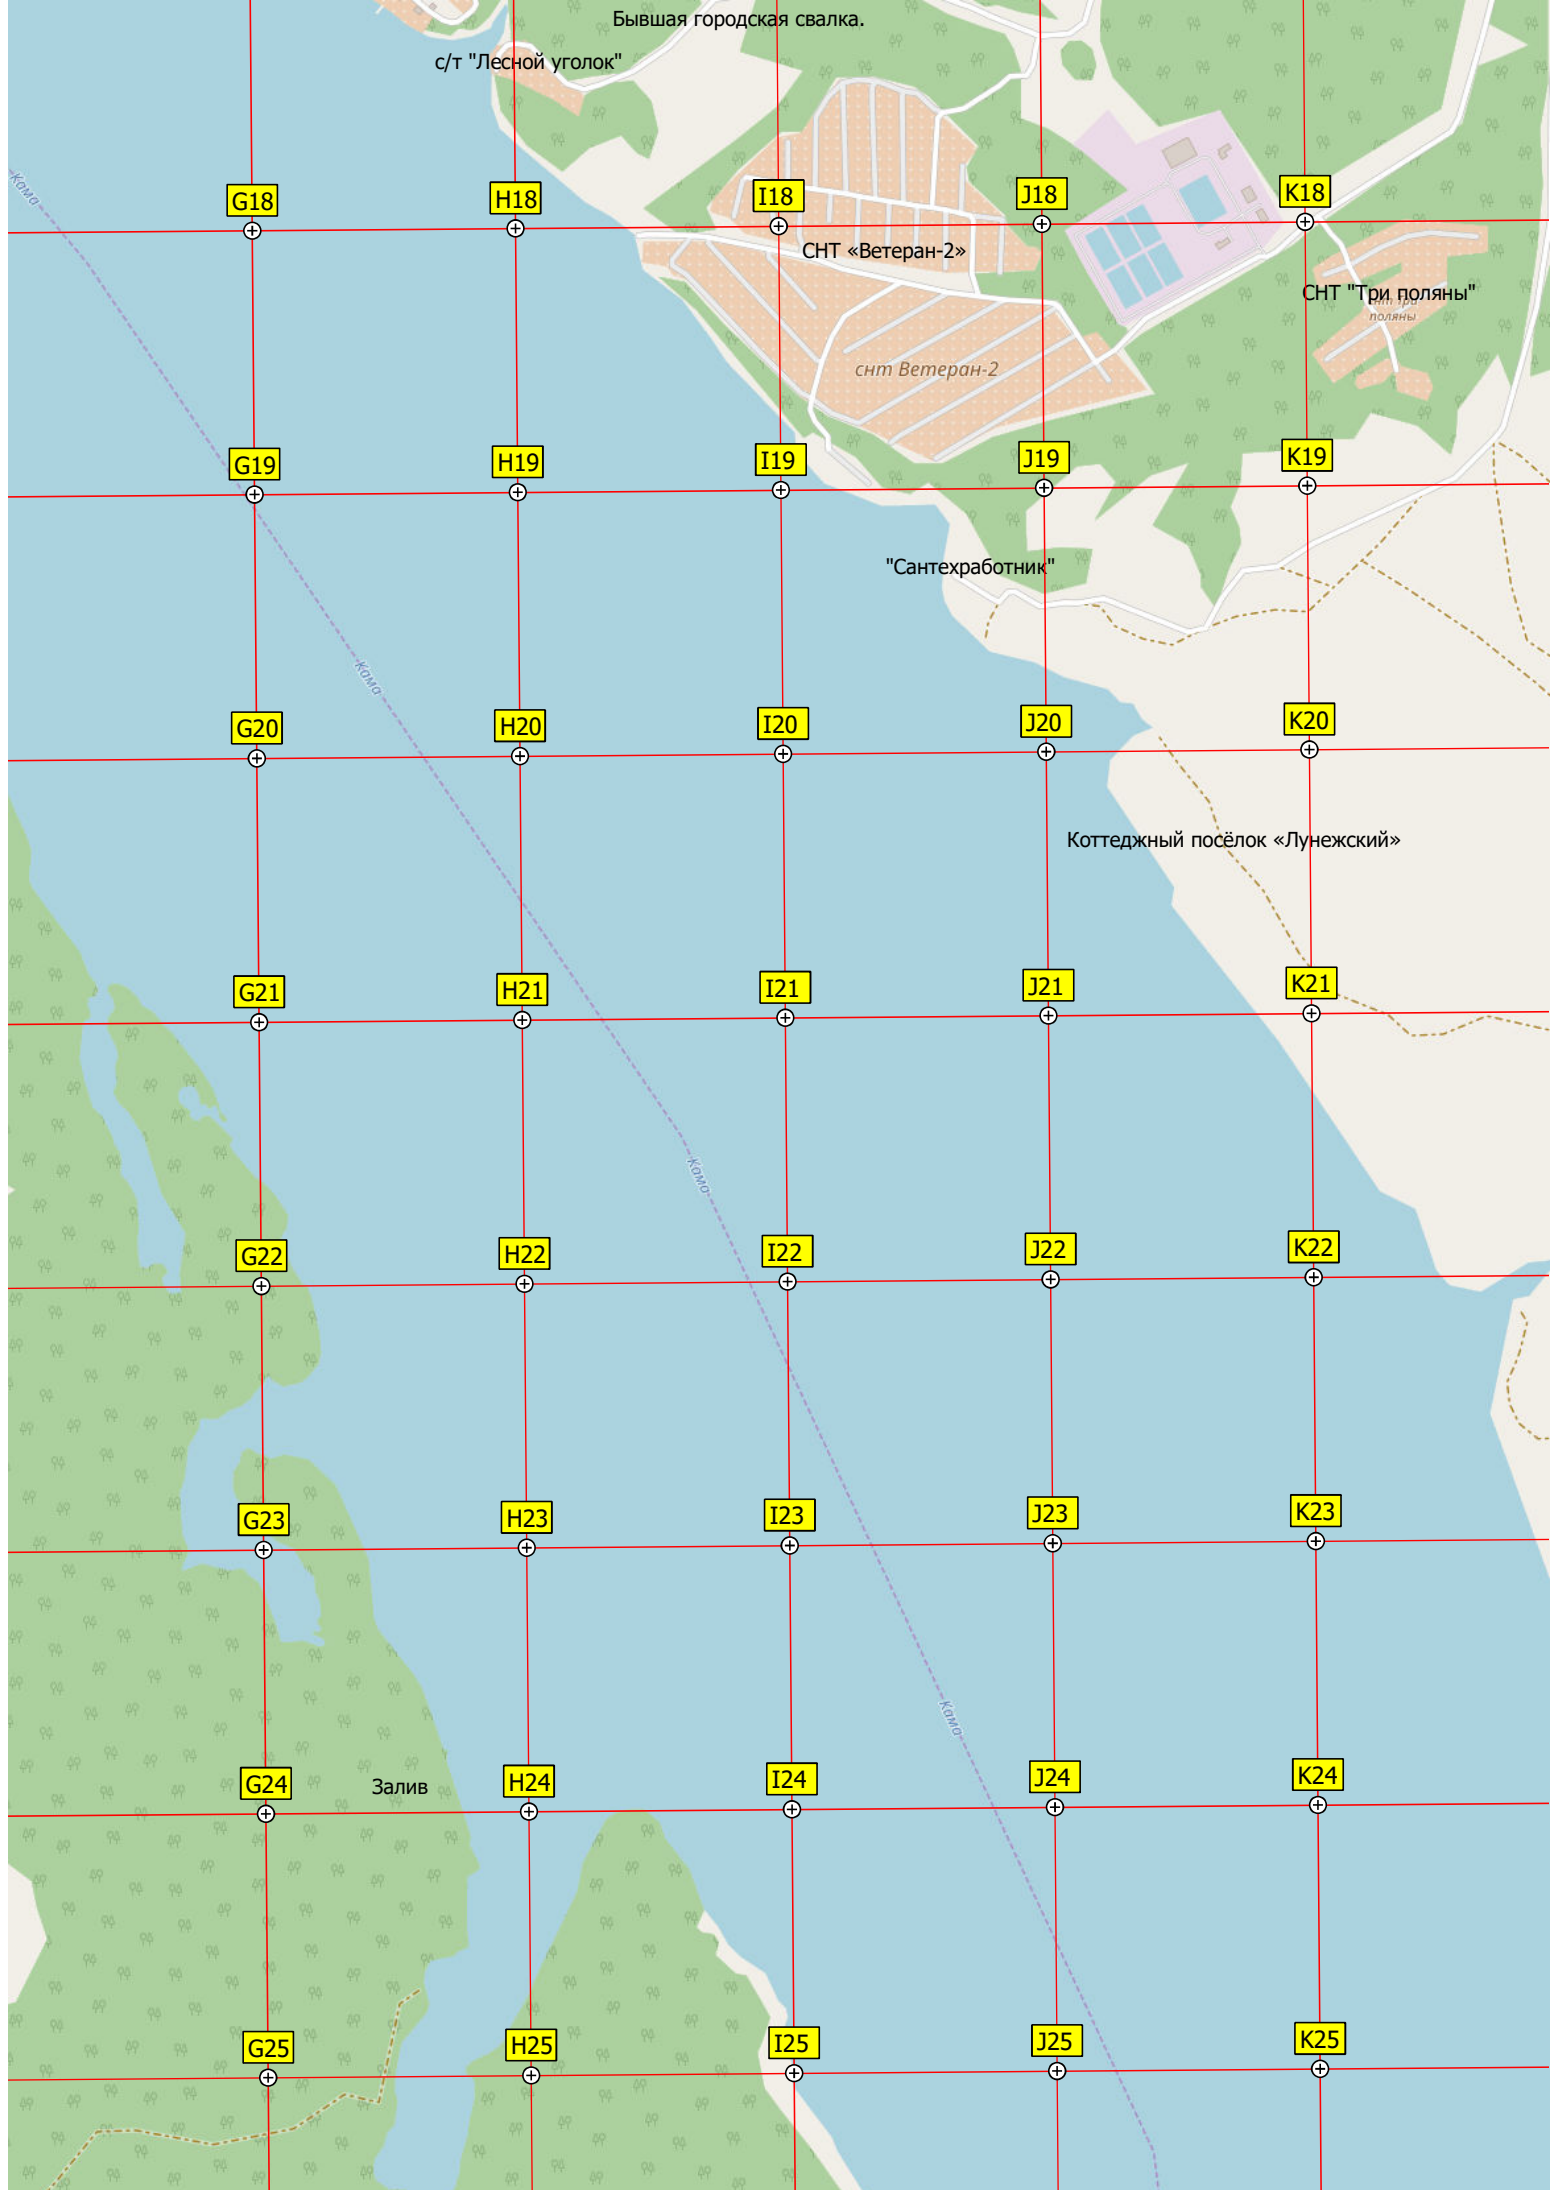 Бывшая городская свалка.
с/т "Лесной уголок"
Кама
G18
H18
I18
J18
K18
СНТ «Ветеран-2»
СНТ "Три поляны"
снт Три
поляны
снт Ветеран-2
G19
H19
I19
J19
K19
"Сантехработник"
Кама
G20
H20
I20
J20
K20
Коттеджный посёлок «Лунежский»
G21
H21
I21
J21
K21
Кама
G22
H22
I22
J22
K22
G23
H23
I23
J23
K23
Кама
G24
Залив
H24
I24
J24
K24
G25
H25
I25
J25
K25